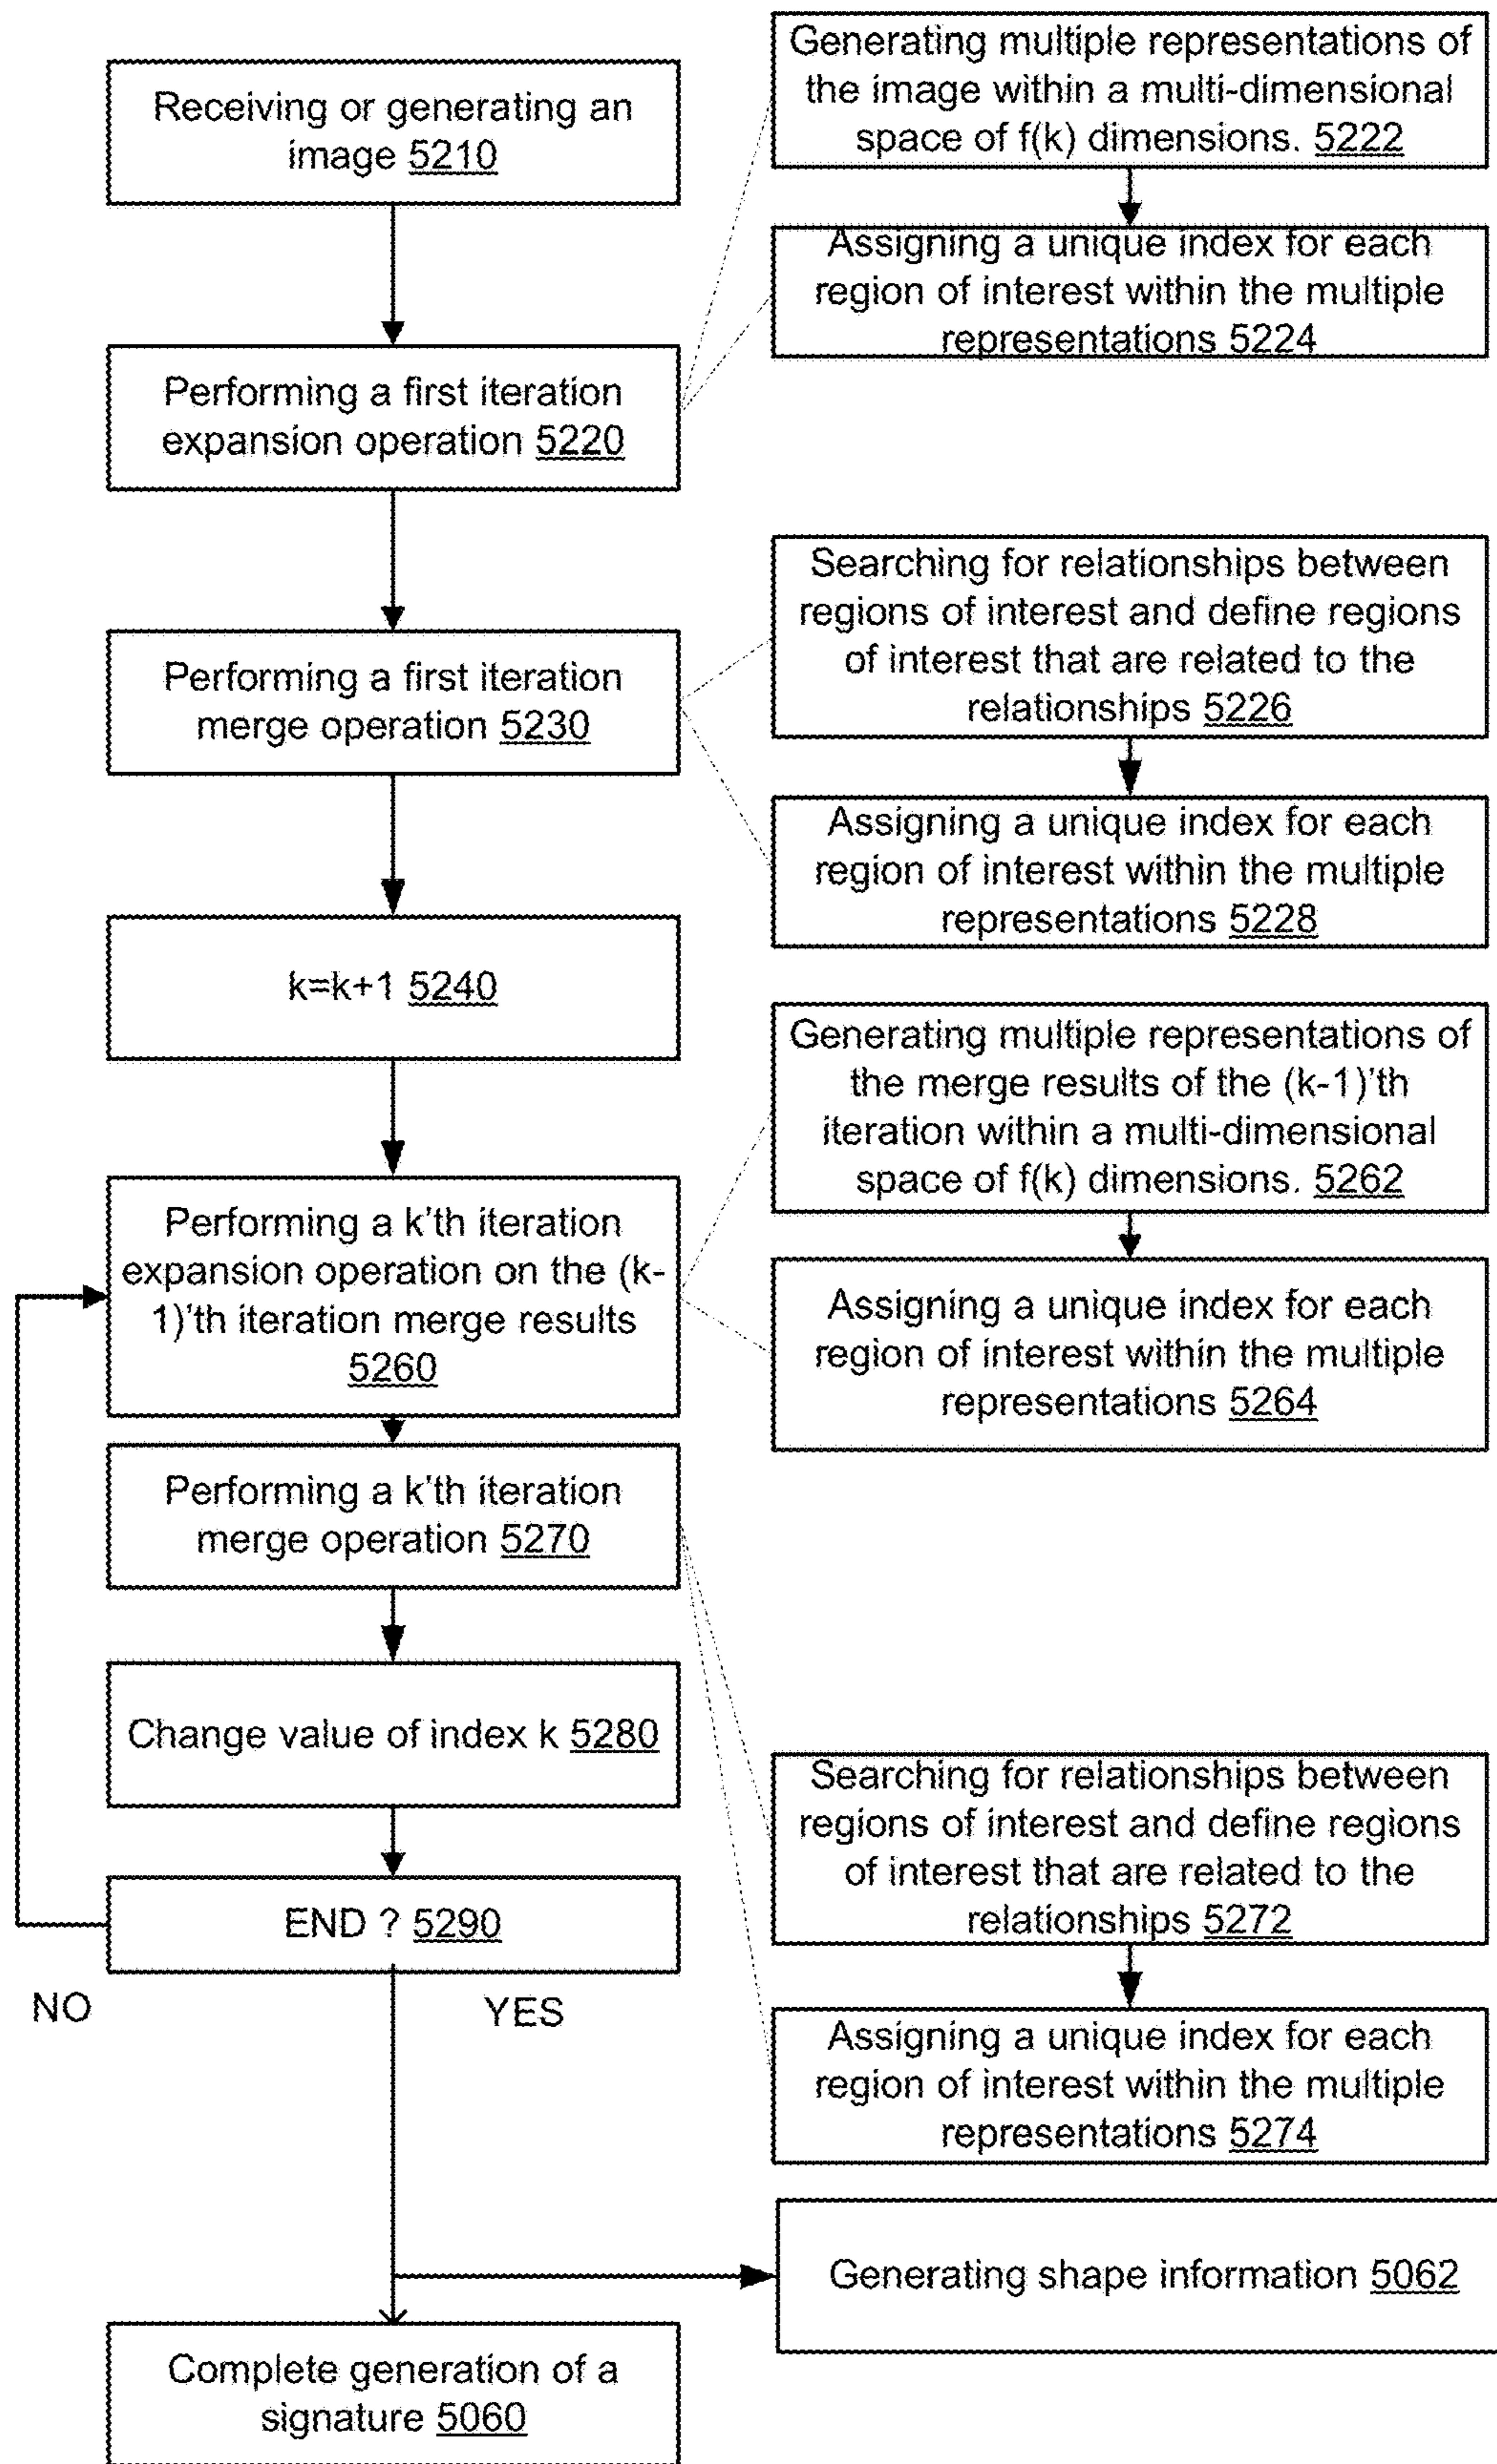 Receiving or generating an
image 5210
Generating multiple representations of
the image within a multi-dimensional
space of f(k) dimensions. 5222
Assigning a unique index for each
region of interest within the multiple
representations 5224
Performing a first iteration
expansion operation 5220
Searching for relationships between
regions of interest and define regions
of interest that are related to the
relationships 5226
Performing a first iteration
merge operation 5230
Assigning a unique index for each
region of interest within the multiple
representations 5228
k=k+1 5240
Generating multiple representations of
the merge results of the (k-1)'th
iteration within a multi-dimensional
space of f(k) dimensions. 5262
Performing a k'th iteration
expansion operation on the (k-
1)'th iteration merge results
5260
Assigning a unique index for each
region of interest within the multiple
representations 5264
Performing a k'th iteration
merge operation 5270
Change value of index k 5280
Searching for relationships between
regions of interest and define regions
of interest that are related to the
relationships 5272
END ? 5290
NO
YES
Assigning a unique index for each
region of interest within the multiple
representations 5274
Generating shape information 5062
Complete generation of a
signature 5060